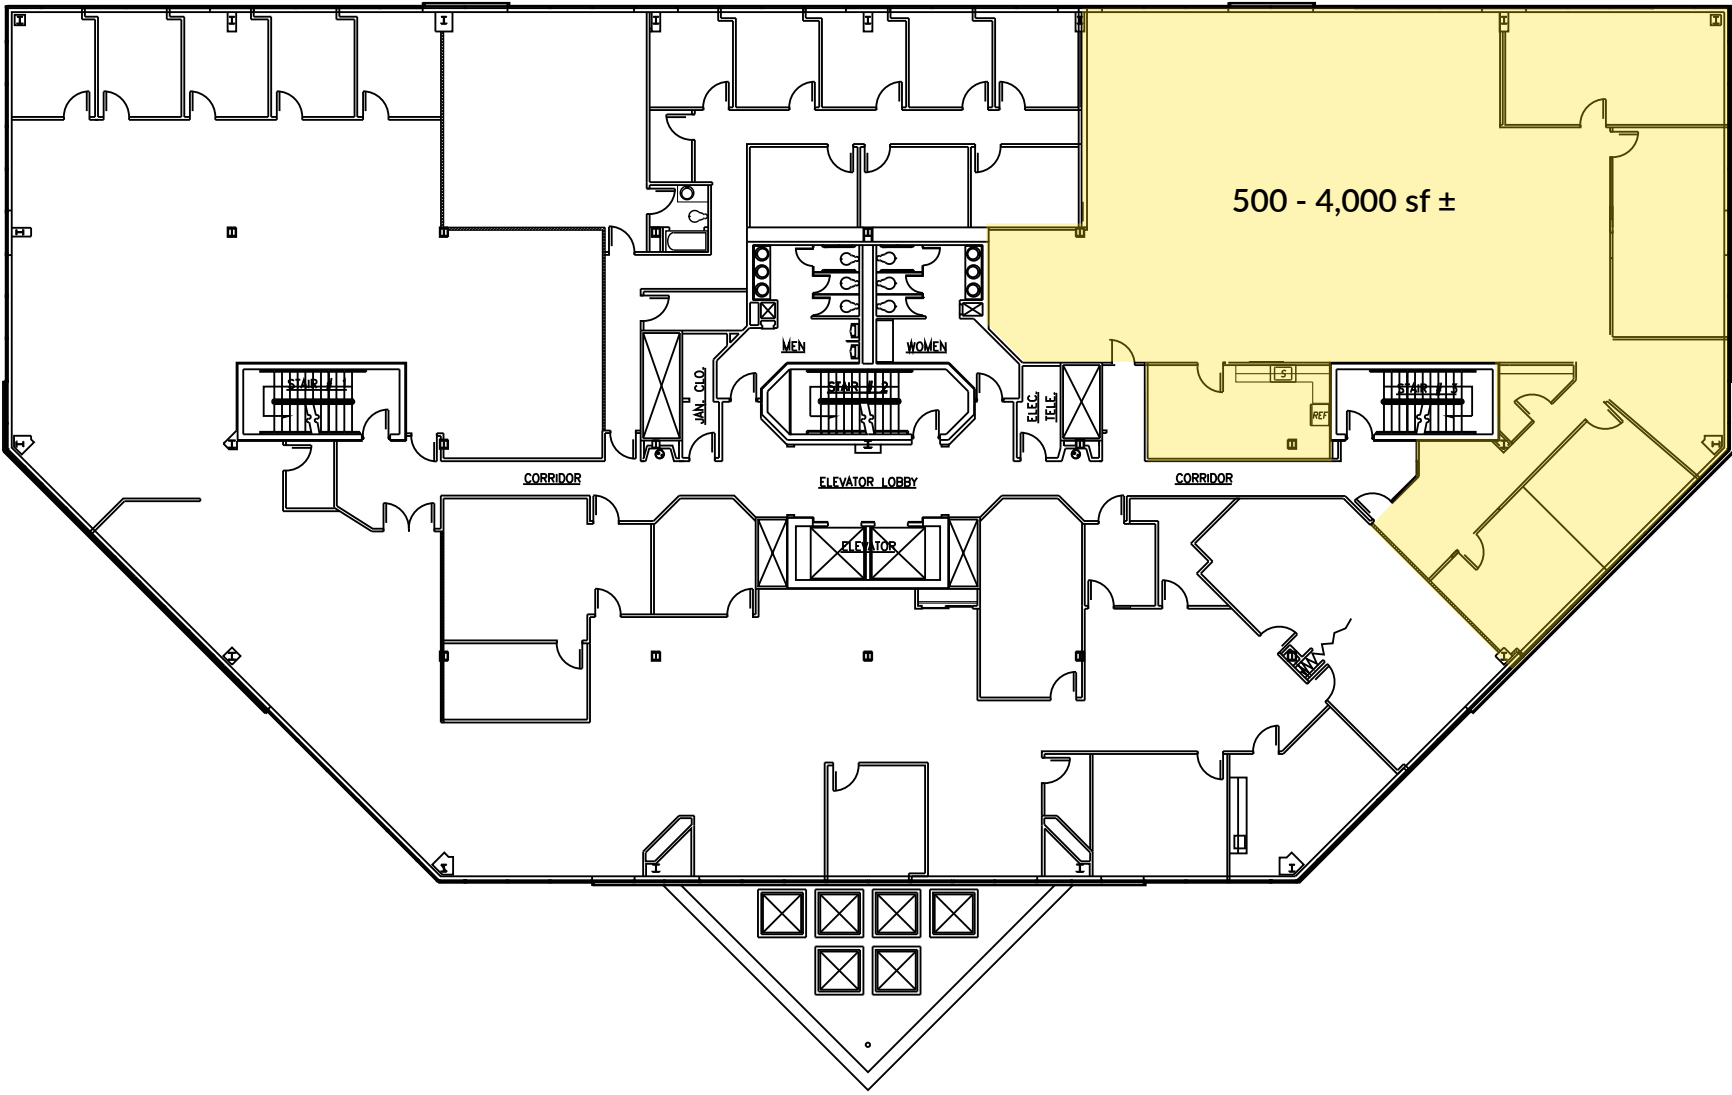 500 - 4,000 sf ±
MEN
WOMEN
STAIR # 1
JAN. CLO.
STAIR # 2
ELEC.
TELE.
S
REF
STAIR # 3
CORRIDOR
ELEVATOR LOBBY
CORRIDOR
ELEVATOR